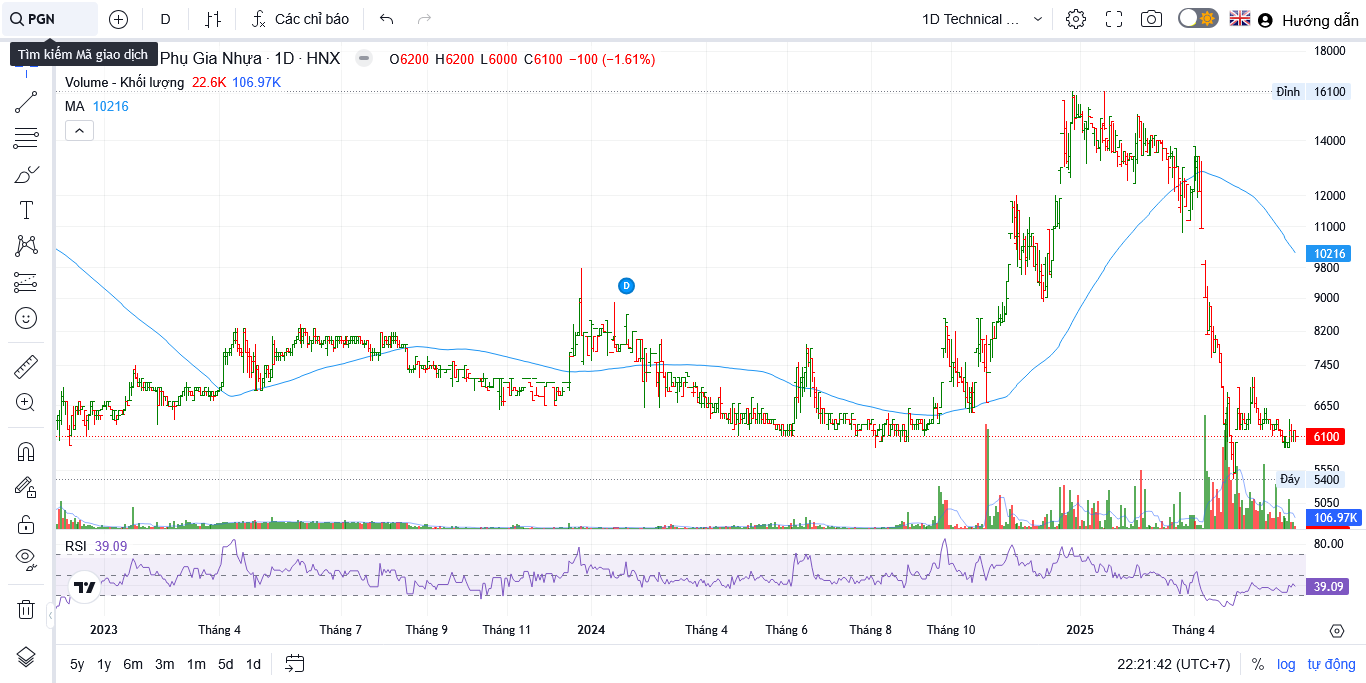 PGN
D
Các chỉ báo
1D Technical ...
Hướng dẫn
Tìm kiếm Mã giao dịch
Phụ Gia Nhựa · 1D · HNX
O6200 H6200 L6000 C6100 −100 (−1.61%)
Volume - Khối lượng 22.6K 106.97K
MA 10216
18000
Đỉnh 16100
14000
12000
11000
10216
9800
9000
8200
7450
6650
6100
5550
Đáy 5400
5050
106.97K
D
RSI 39.09
80.00
39.09
2023 Tháng 4 Tháng 7 Tháng 9 Tháng 11 2024 Tháng 4 Tháng 6 Tháng 8 Tháng 10 2025 Tháng 4
5y 1y 6m 3m 1m 5d 1d
22:21:42 (UTC+7) % log tự động